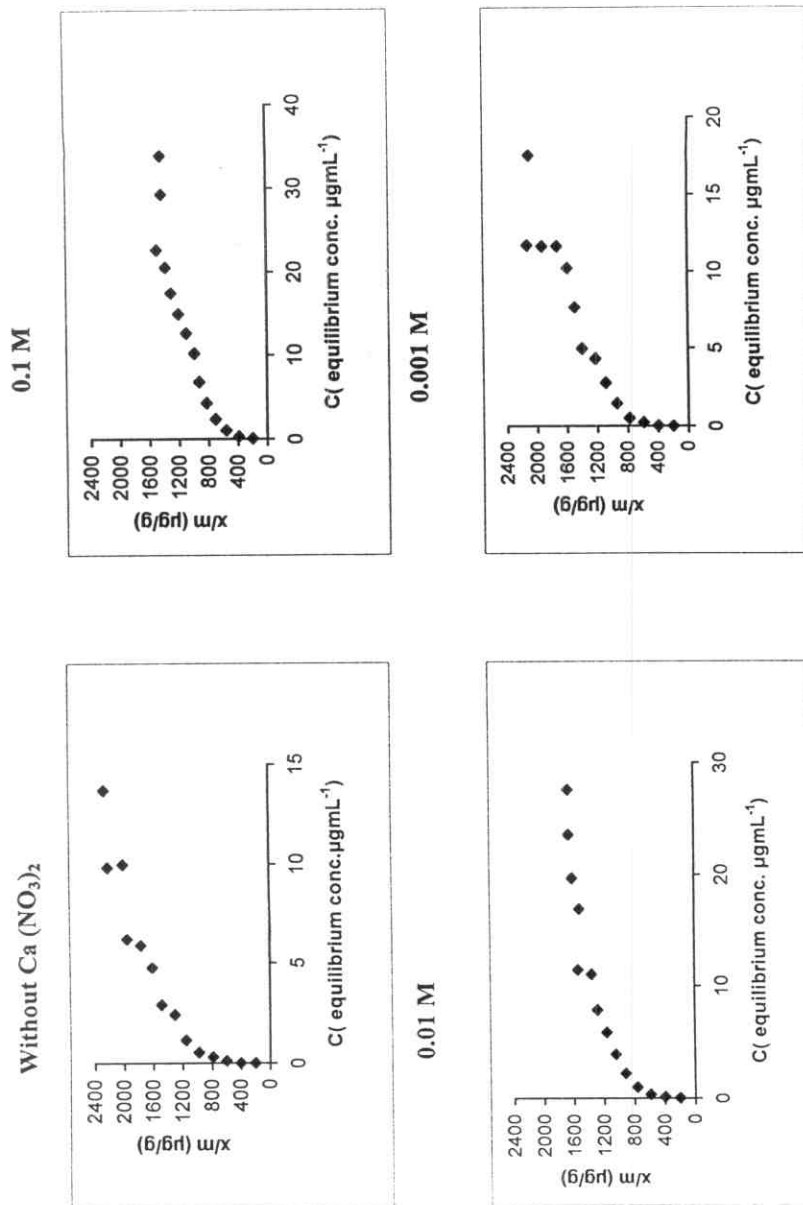 Without Ca (NO₃)₂
2400
2000
1600
1200
800
400
0
x/m (µg/g)
0 5 10 15
C( equilibrium conc.µgmL⁻¹)
0.1 M
2400
2000
1600
1200
800
400
0
x/m (µg/g)
0 10 20 30 40
C( equilibrium conc. µgmL⁻¹)
0.01 M
2400
2000
1600
1200
800
400
0
x/m (µg/g)
0 10 20 30
C( equilibrium conc. µgmL⁻¹)
0.001 M
2400
2000
1600
1200
800
400
0
x/m (µg/g)
0 5 10 15 20
C( equilibrium conc. µgmL⁻¹)